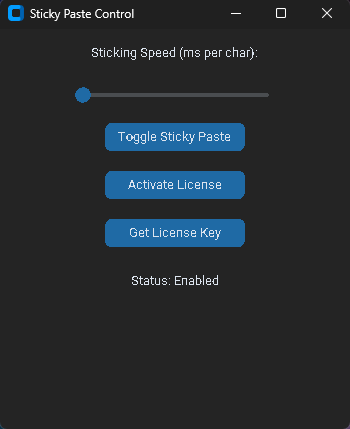 Sticky Paste Control
Sticking Speed (ms per char):
Toggle Sticky Paste
Activate License
Get License Key
Status: Enabled